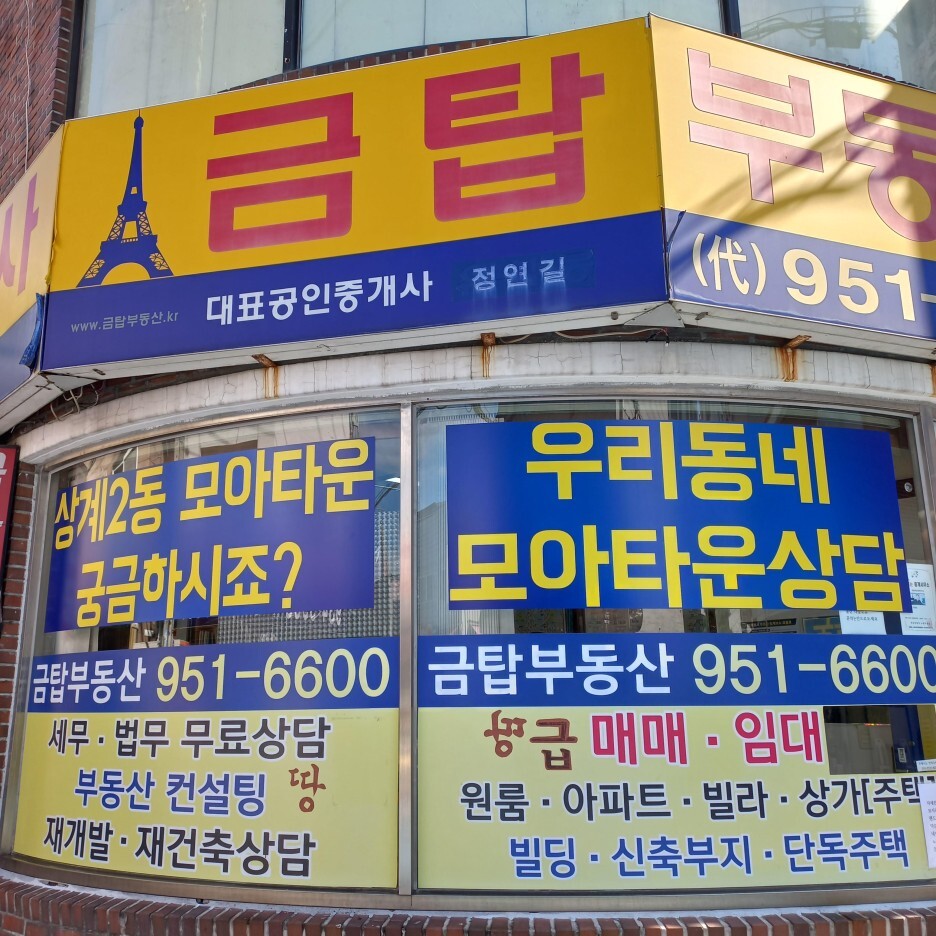 사
금탑
부동
www.금탑부동산.kr
대표공인중개사 정연길
(代) 951-
상계2동 모아타운
궁금하시죠?
금탑부동산 951-6600
세무 · 법무 무료상담
부동산 컨설팅 땅
재개발 · 재건축상담
우리동네
모아타운상담
금탑부동산 951-6600
땅급 매매 · 임대
원룸 · 아파트 · 빌라 · 상가[주택]
빌딩 · 신축부지 · 단독주택